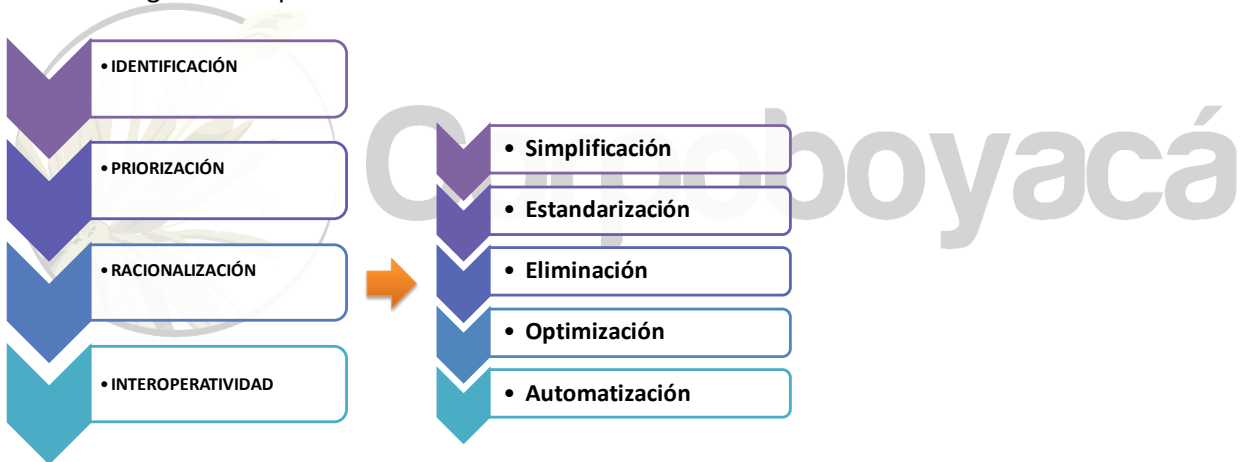 • IDENTIFICACIÓN
• PRIORIZACIÓN
• RACIONALIZACIÓN
• INTEROPERATIVIDAD
• Simplificación
• Estandarización
• Eliminación
• Optimización
• Automatización
Corpoboyacá